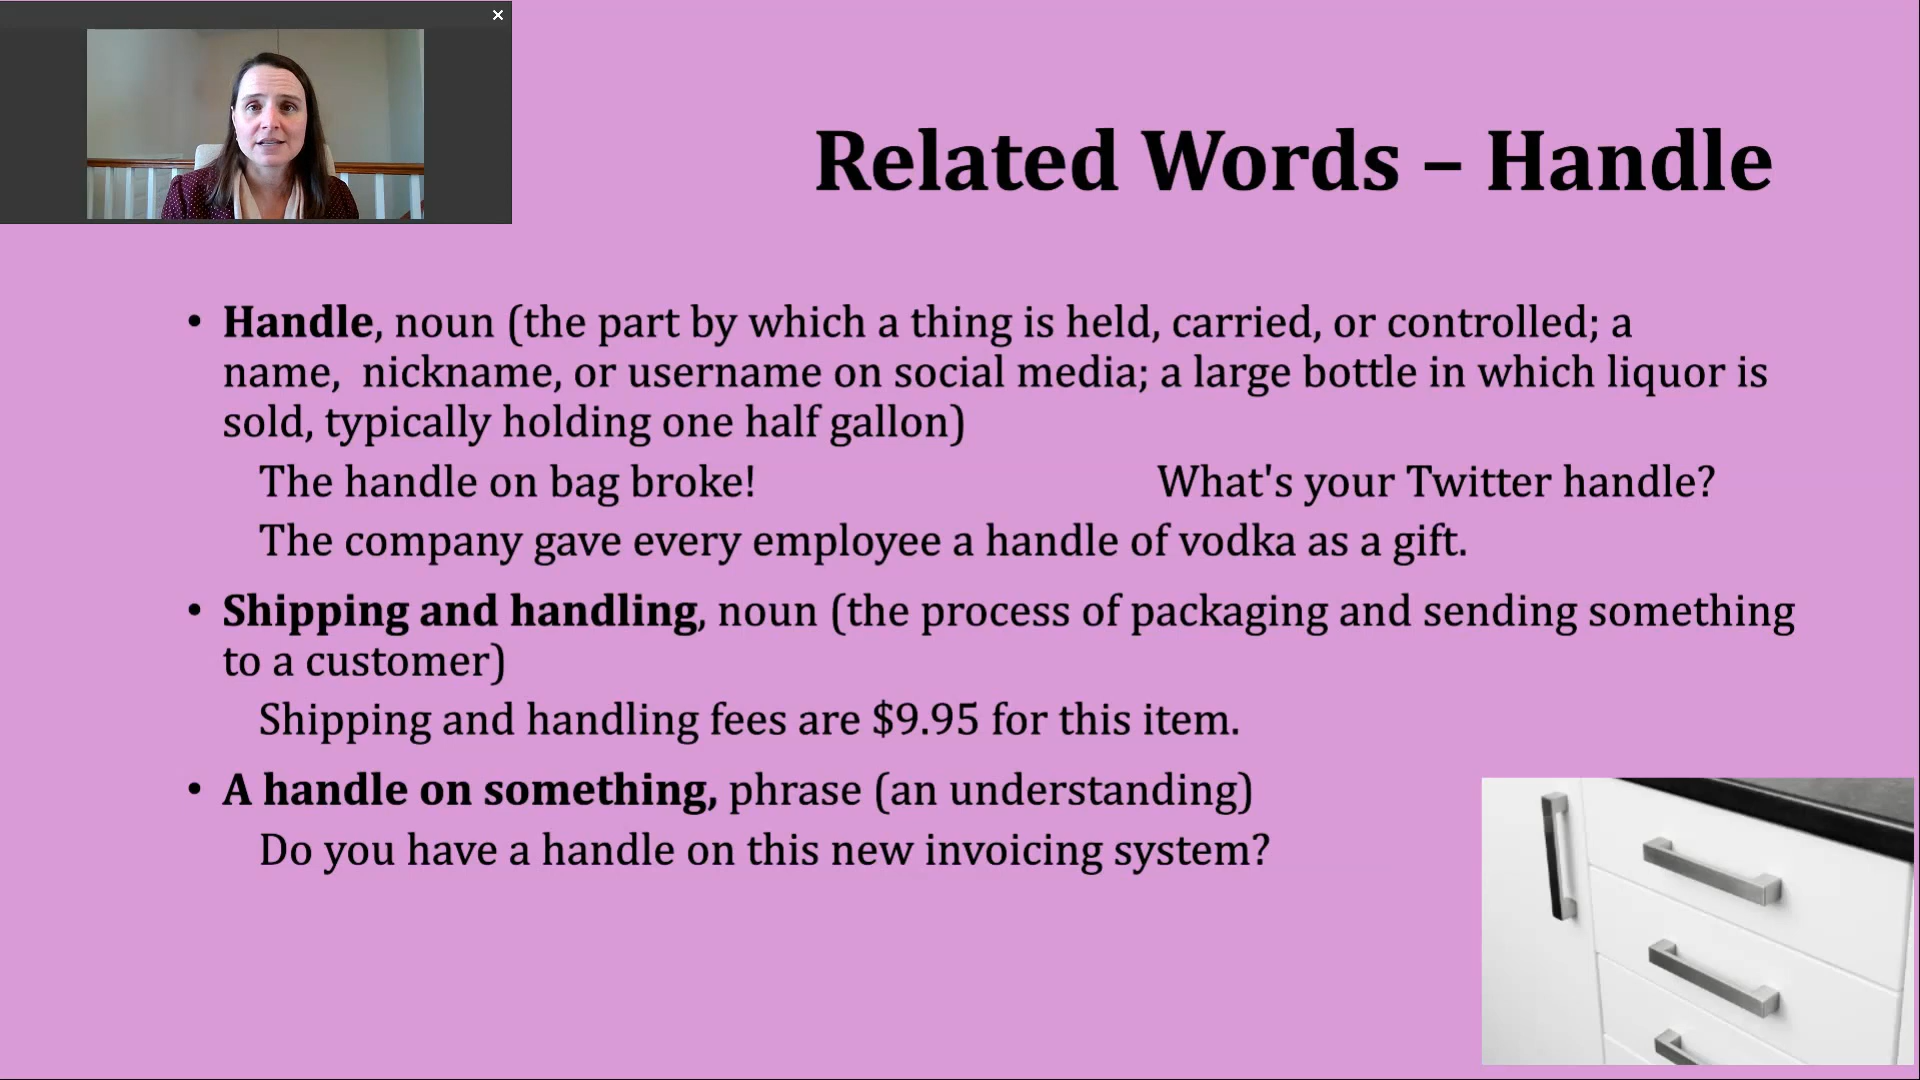 Related Words – Handle
• Handle, noun (the part by which a thing is held, carried, or controlled; a
name,  nickname, or username on social media; a large bottle in which liquor is
sold, typically holding one half gallon)
The handle on bag broke! What's your Twitter handle?
The company gave every employee a handle of vodka as a gift.
• Shipping and handling, noun (the process of packaging and sending something
to a customer)
Shipping and handling fees are $9.95 for this item.
• A handle on something, phrase (an understanding)
Do you have a handle on this new invoicing system?